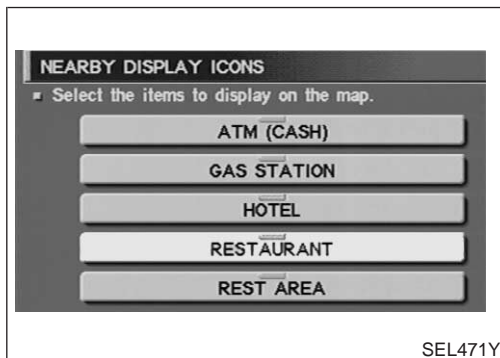 NEARBY DISPLAY ICONS
Select the items to display on the map.
ATM (CASH)
GAS STATION
HOTEL
RESTAURANT
REST AREA
SEL471Y